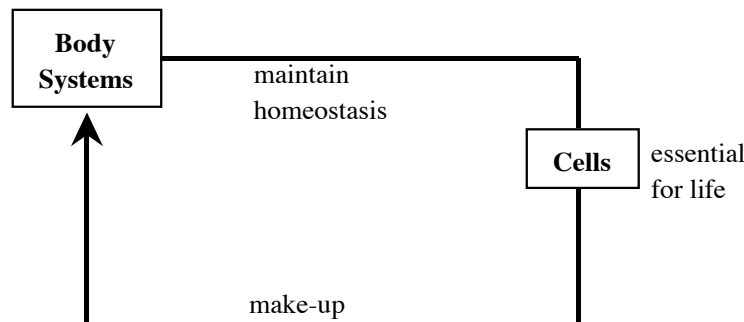 Body
Systems
maintain
homeostasis
Cells
essential
for life
make-up